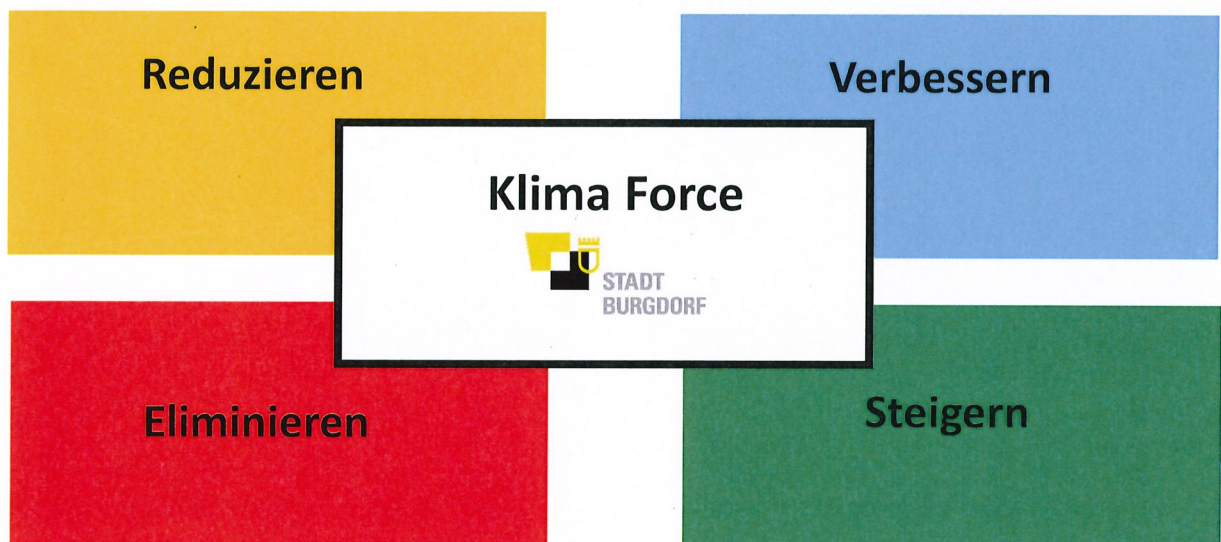 Reduzieren
Verbessern
Klima Force
STADT
BURGDORF
Eliminieren
Steigern